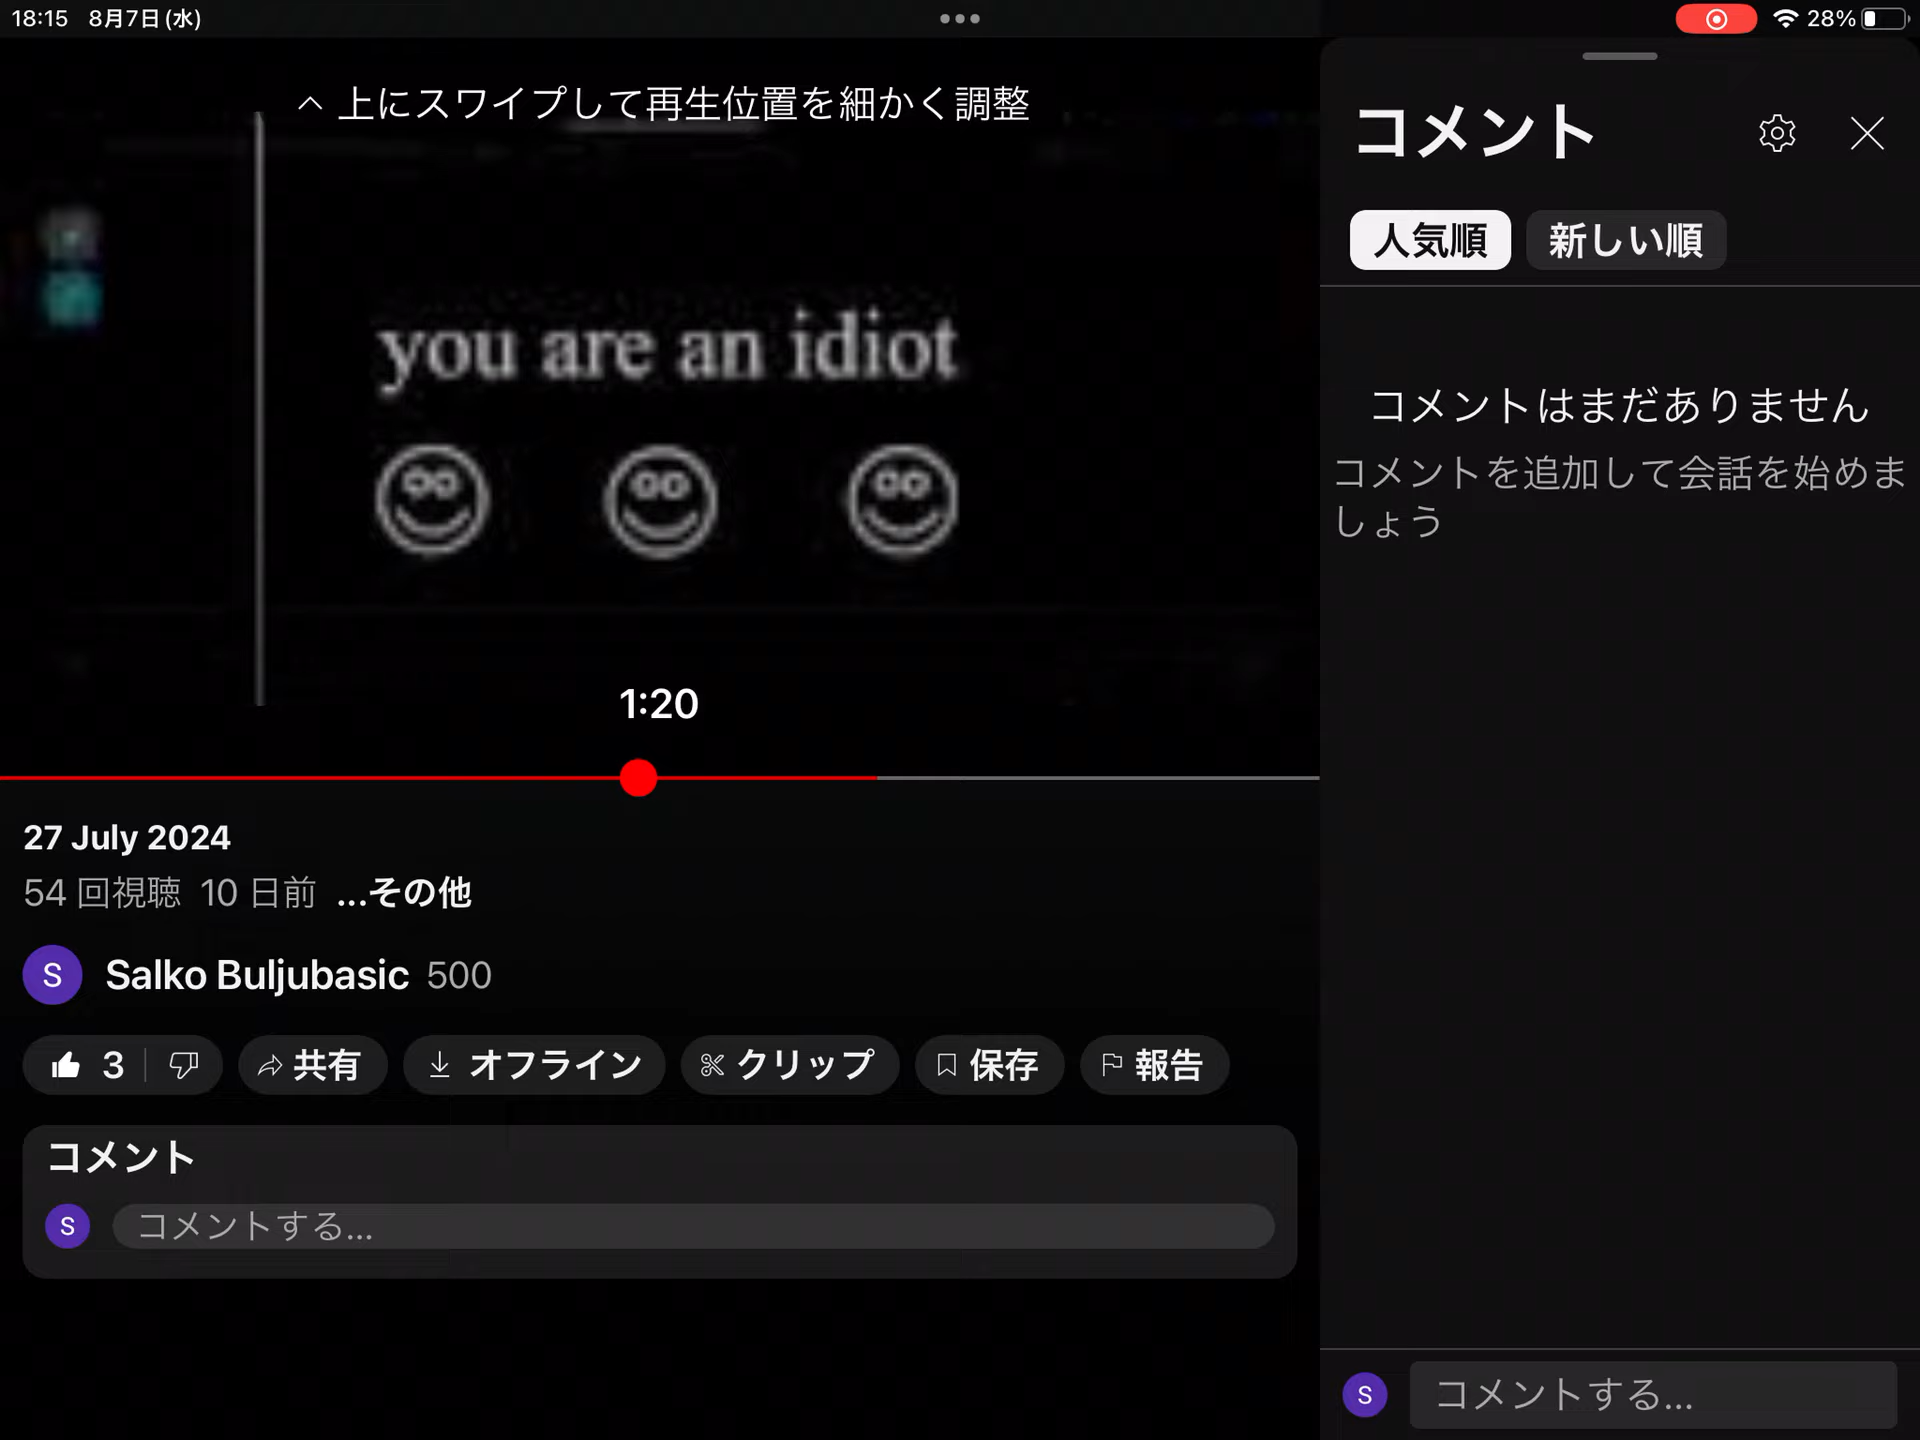 18:15 8月7日(水)
28%
上にスワイプして再生位置を細かく調整
you are an idiot
1:20
27 July 2024
54 回視聴 10 日前 ...その他
S Salko Buljubasic 500
3 共有 オフライン クリップ 保存 報告
コメント
S コメントする...
コメント
人気順 新しい順
コメントはまだありません
コメントを追加して会話を始めま
しょう
S コメントする...